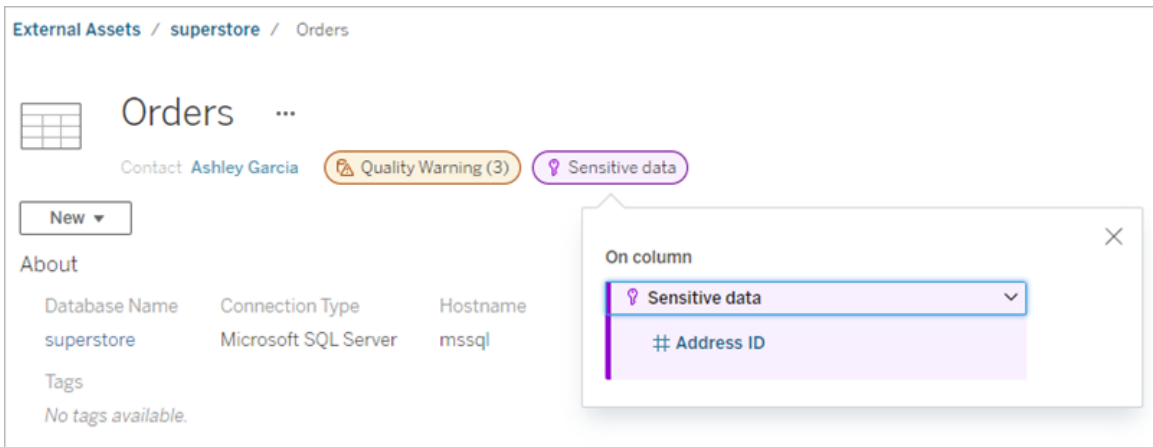 External Assets / superstore / Orders
Orders ...
Contact Ashley Garcia Quality Warning (3) Sensitive data
New
About
Database Name Connection Type Hostname
superstore Microsoft SQL Server mssql
Tags
No tags available.
On column
Sensitive data
# Address ID